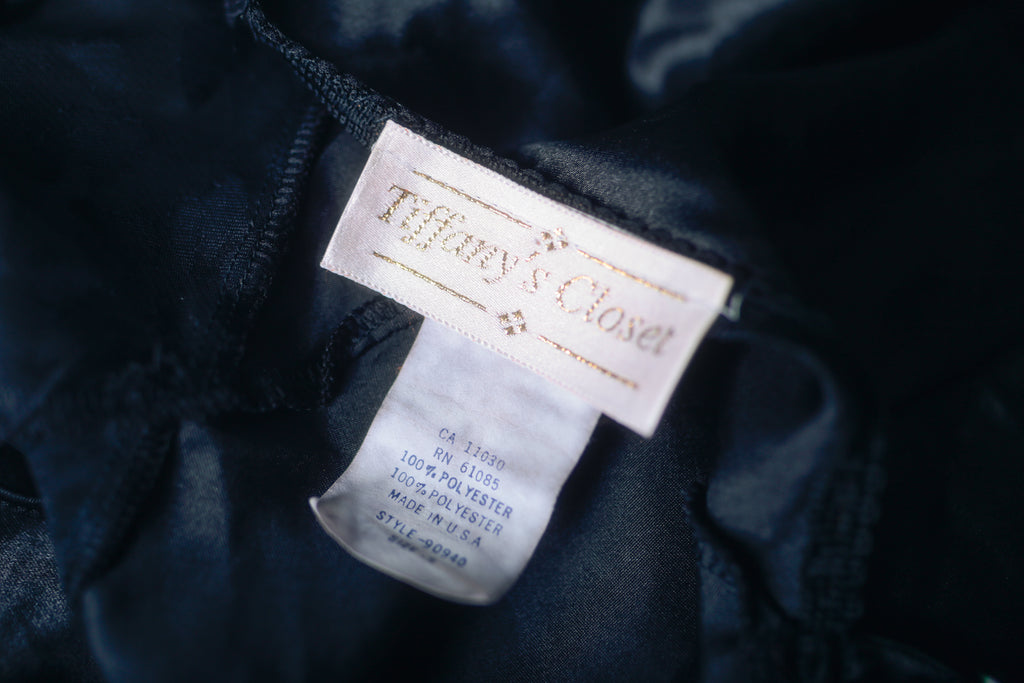 Tiffany's Closet
CA 11030
RN 61085
100% POLYESTER
100% POLYESTER
MADE IN U.S.A
STYLE-90940